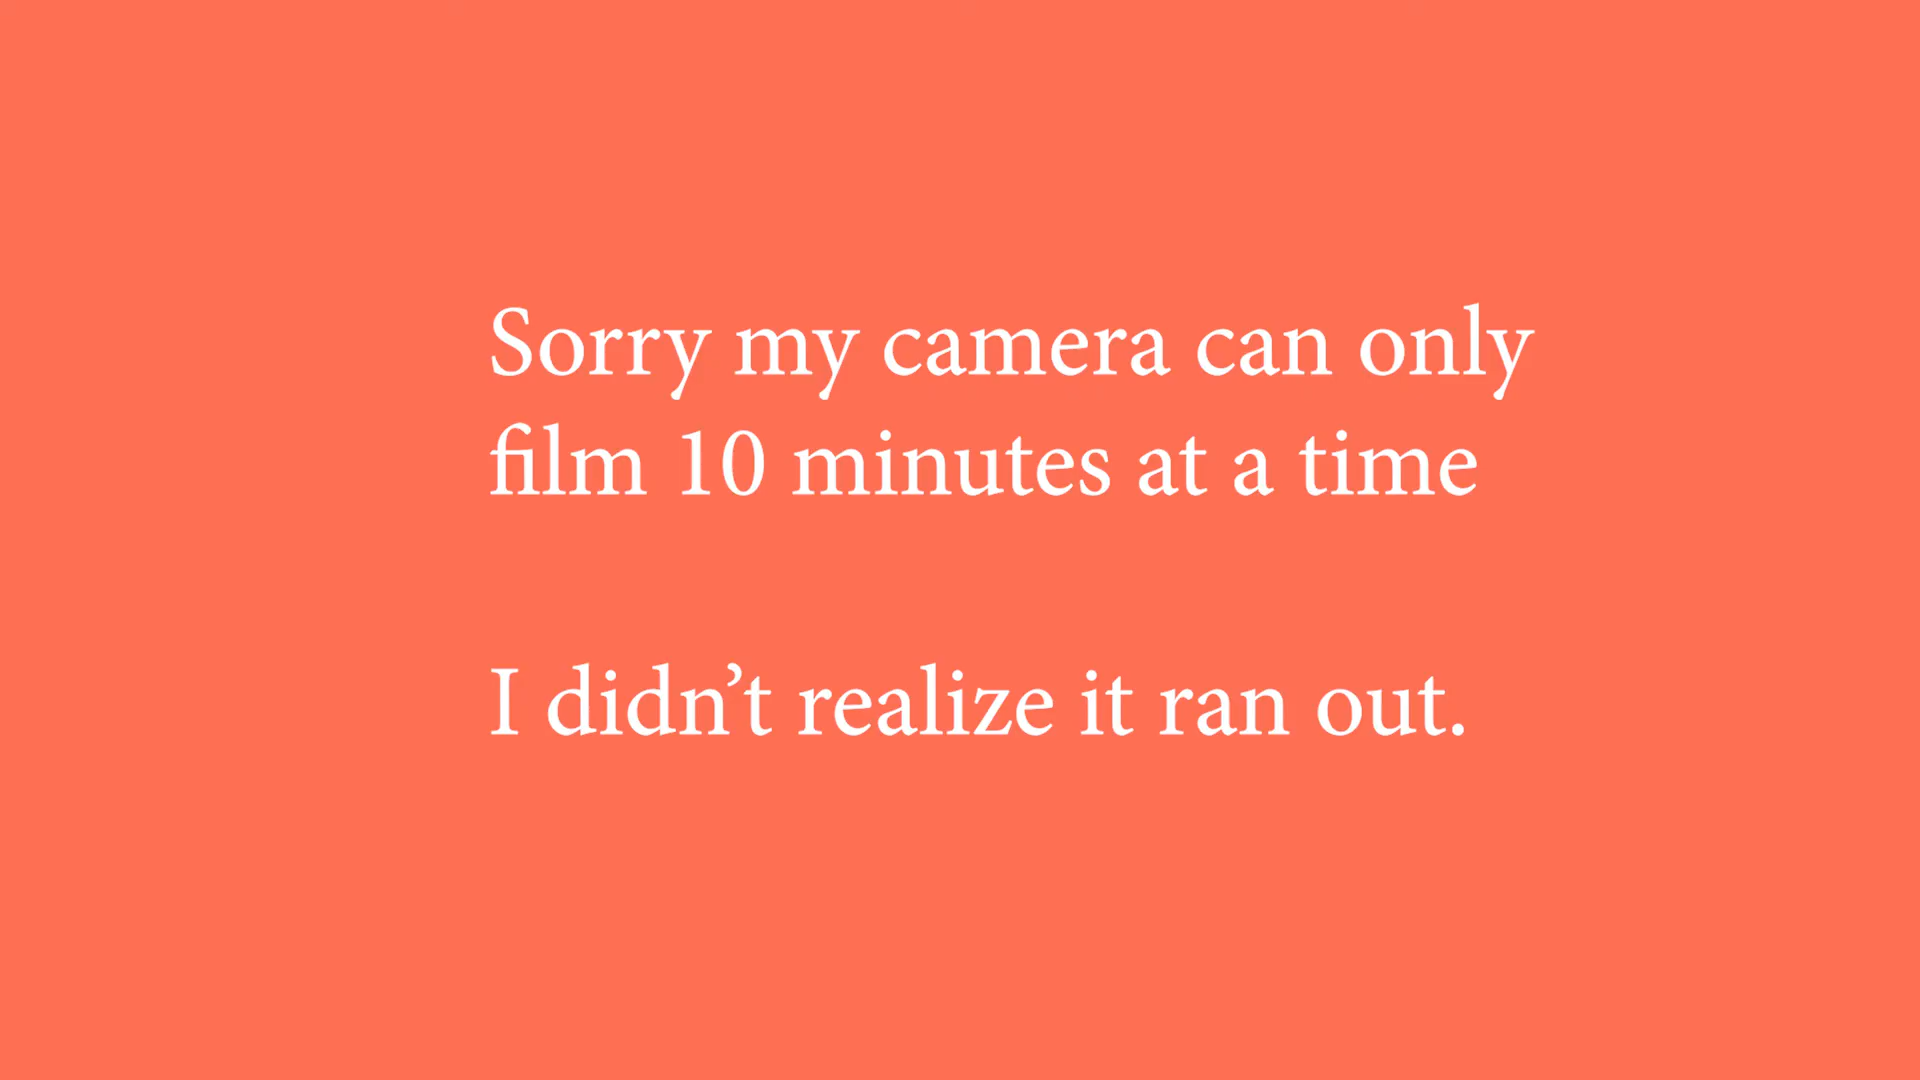 Sorry my camera can only
film 10 minutes at a time
I didn’t realize it ran out.